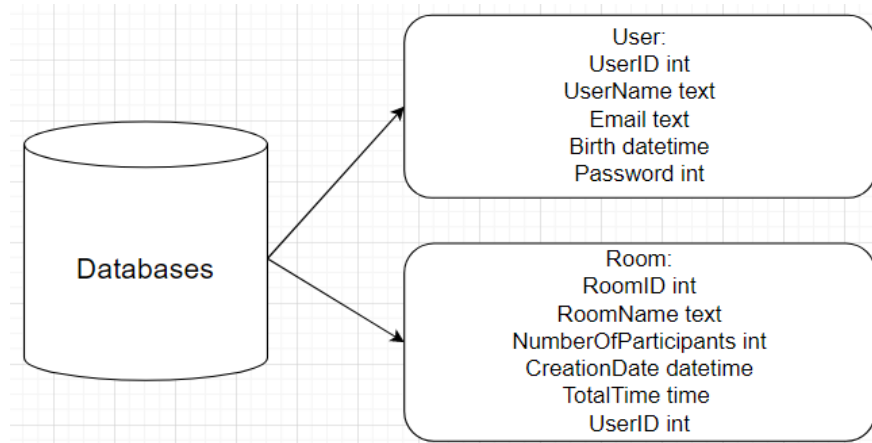 Databases
User:
UserID int
UserName text
Email text
Birth datetime
Password int
Room:
RoomID int
RoomName text
NumberOfParticipants int
CreationDate datetime
TotalTime time
UserID int